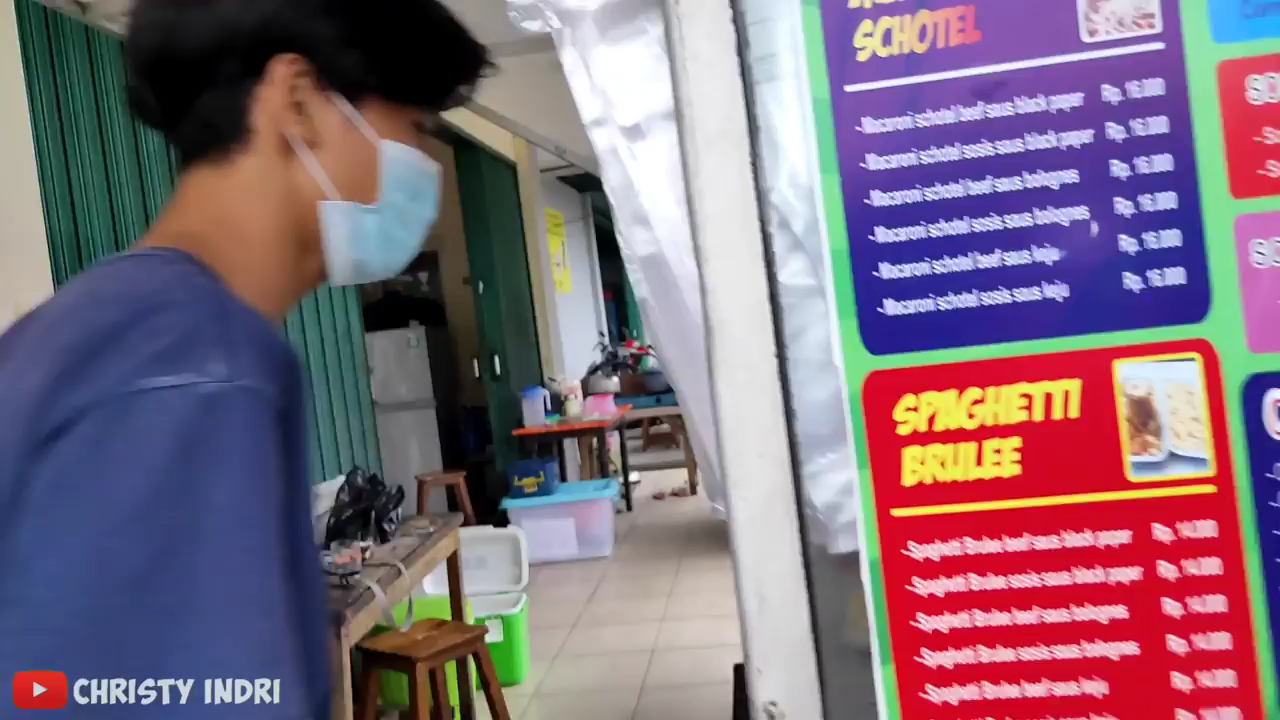 SCHOTEL
-Macaroni schotel beef saus black paper Rp. 16.000
-Macaroni schotel sosis saus black paper Rp. 16.000
-Macaroni schotel beef saus bolognes Rp. 16.000
-Macaroni schotel sosis saus bolognes Rp. 16.000
-Macaroni schotel beef saus keju Rp. 16.000
-Macaroni schotel sosis saus keju Rp. 16.000
SPAGHETTI
BRULEE
-Spaghetti Brulee beef saus black paper Rp. 14.000
-Spaghetti Brulee sosis saus black paper Rp. 14.000
-Spaghetti Brulee beef saus bolognes Rp. 14.000
-Spaghetti Brulee sosis saus bolognes Rp. 14.000
-Spaghetti Brulee beef saus keju Rp. 14.000
CHRISTY INDRI